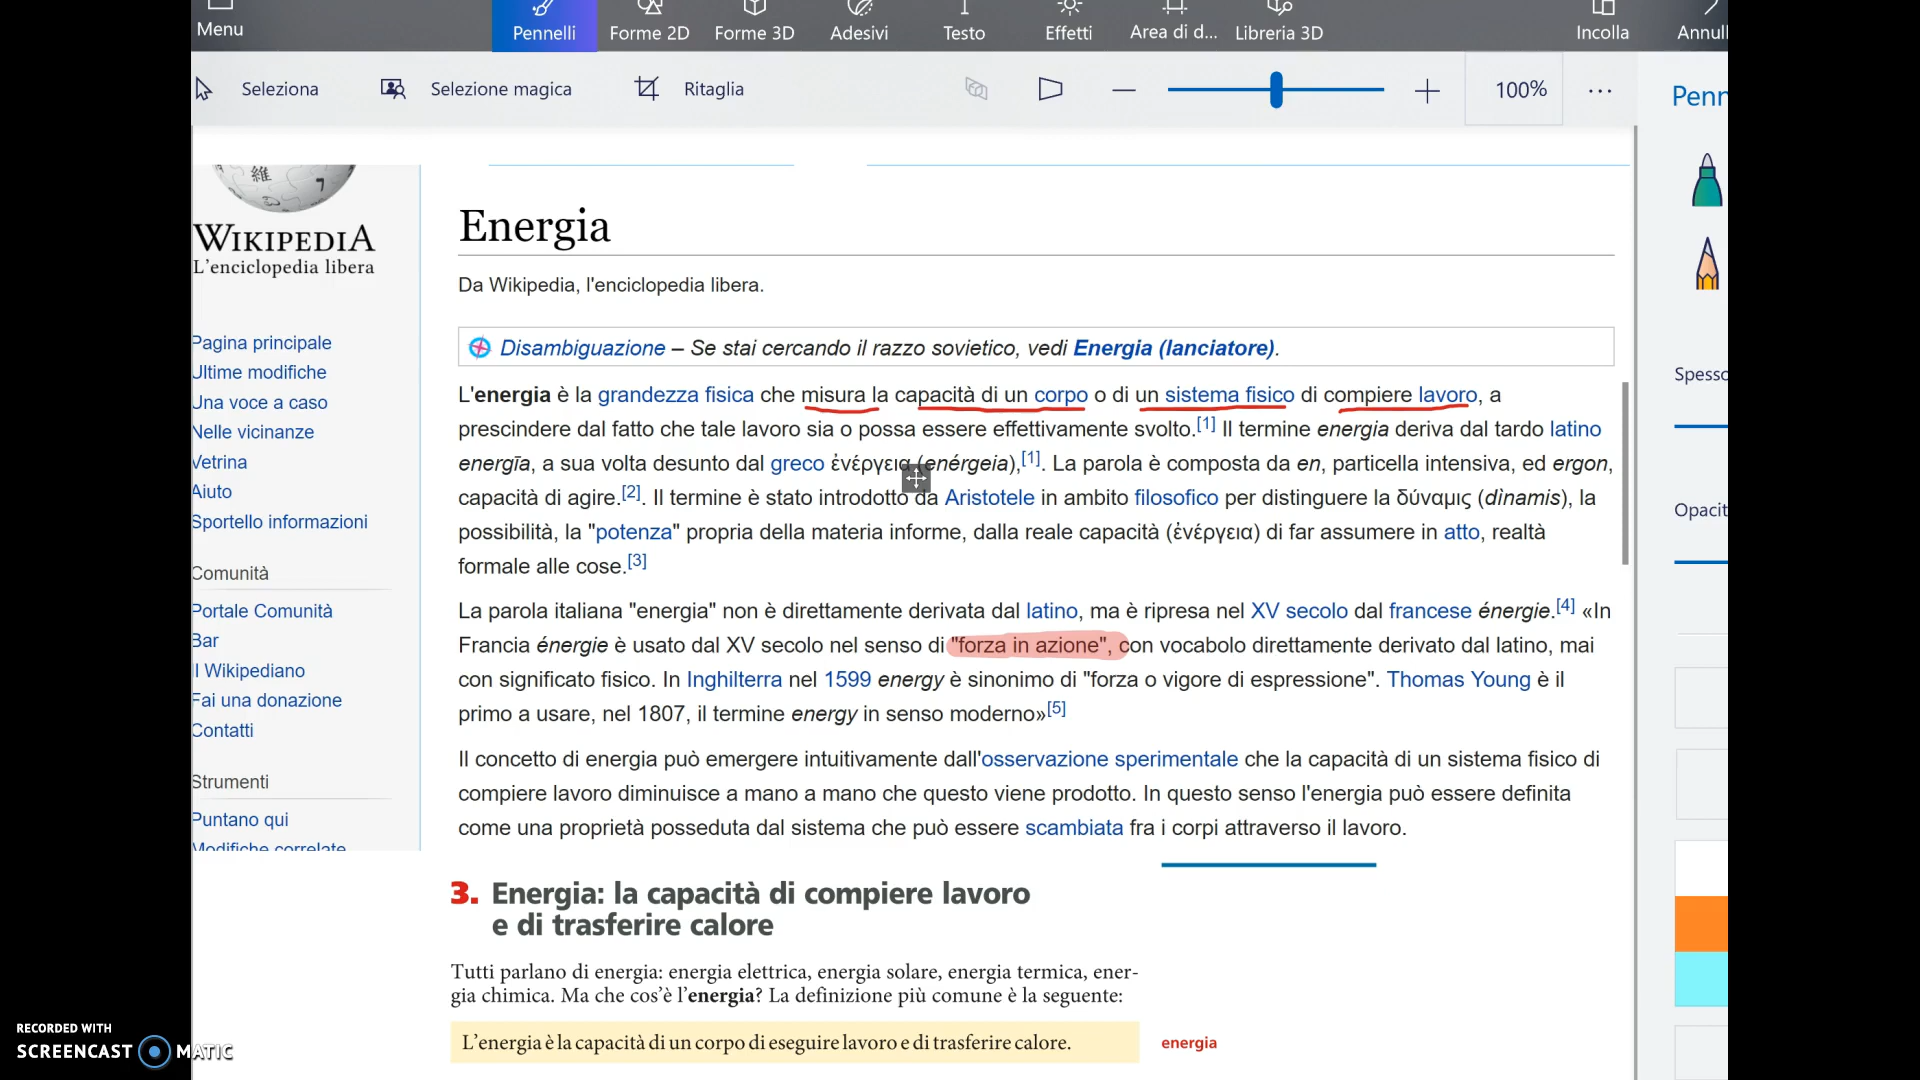 Menu
Pennelli
Forme 2D
Forme 3D
Adesivi
Testo
Effetti
Area di d...
Libreria 3D
Incolla
Annull
Seleziona
Selezione magica
Ritaglia
100%
...
Penn
WIKIPEDIA
L'enciclopedia libera
Pagina principale
Ultime modifiche
Una voce a caso
Nelle vicinanze
Vetrina
Aiuto
Sportello informazioni
Comunità
Portale Comunità
Bar
Il Wikipediano
Fai una donazione
Contatti
Strumenti
Puntano qui
Modifiche correlate
Energia
Da Wikipedia, l'enciclopedia libera.
Disambiguazione – Se stai cercando il razzo sovietico, vedi Energia (lanciatore).
L'energia è la grandezza fisica che misura la capacità di un corpo o di un sistema fisico di compiere lavoro, a
prescindere dal fatto che tale lavoro sia o possa essere effettivamente svolto.[1] Il termine energia deriva dal tardo latino
energīa, a sua volta desunto dal greco ἐνέργεια (enérgeia),[1]. La parola è composta da en, particella intensiva, ed ergon,
capacità di agire.[2]. Il termine è stato introdotto da Aristotele in ambito filosofico per distinguere la δύναμις (dìnamis), la
possibilità, la "potenza" propria della materia informe, dalla reale capacità (ἐνέργεια) di far assumere in atto, realtà
formale alle cose.[3]
La parola italiana "energia" non è direttamente derivata dal latino, ma è ripresa nel XV secolo dal francese énergie.[4] «In
Francia énergie è usato dal XV secolo nel senso di "forza in azione", con vocabolo direttamente derivato dal latino, mai
con significato fisico. In Inghilterra nel 1599 energy è sinonimo di "forza o vigore di espressione". Thomas Young è il
primo a usare, nel 1807, il termine energy in senso moderno»[5]
Il concetto di energia può emergere intuitivamente dall'osservazione sperimentale che la capacità di un sistema fisico di
compiere lavoro diminuisce a mano a mano che questo viene prodotto. In questo senso l'energia può essere definita
come una proprietà posseduta dal sistema che può essere scambiata fra i corpi attraverso il lavoro.
3. Energia: la capacità di compiere lavoro
e di trasferire calore
Tutti parlano di energia: energia elettrica, energia solare, energia termica, ener-
gia chimica. Ma che cos'è l'energia? La definizione più comune è la seguente:
L'energia è la capacità di un corpo di eseguire lavoro e di trasferire calore.
energia
Spesso
Opacit
RECORDED WITH
SCREENCAST MATIC